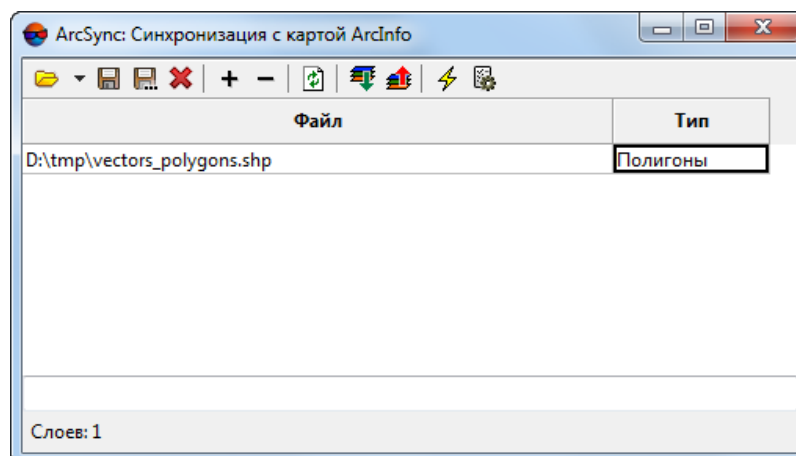 ArcSync: Синхронизация с картой ArcInfo
Файл Тип
D:\tmp\vectors_polygons.shp Полигоны
Слоев: 1